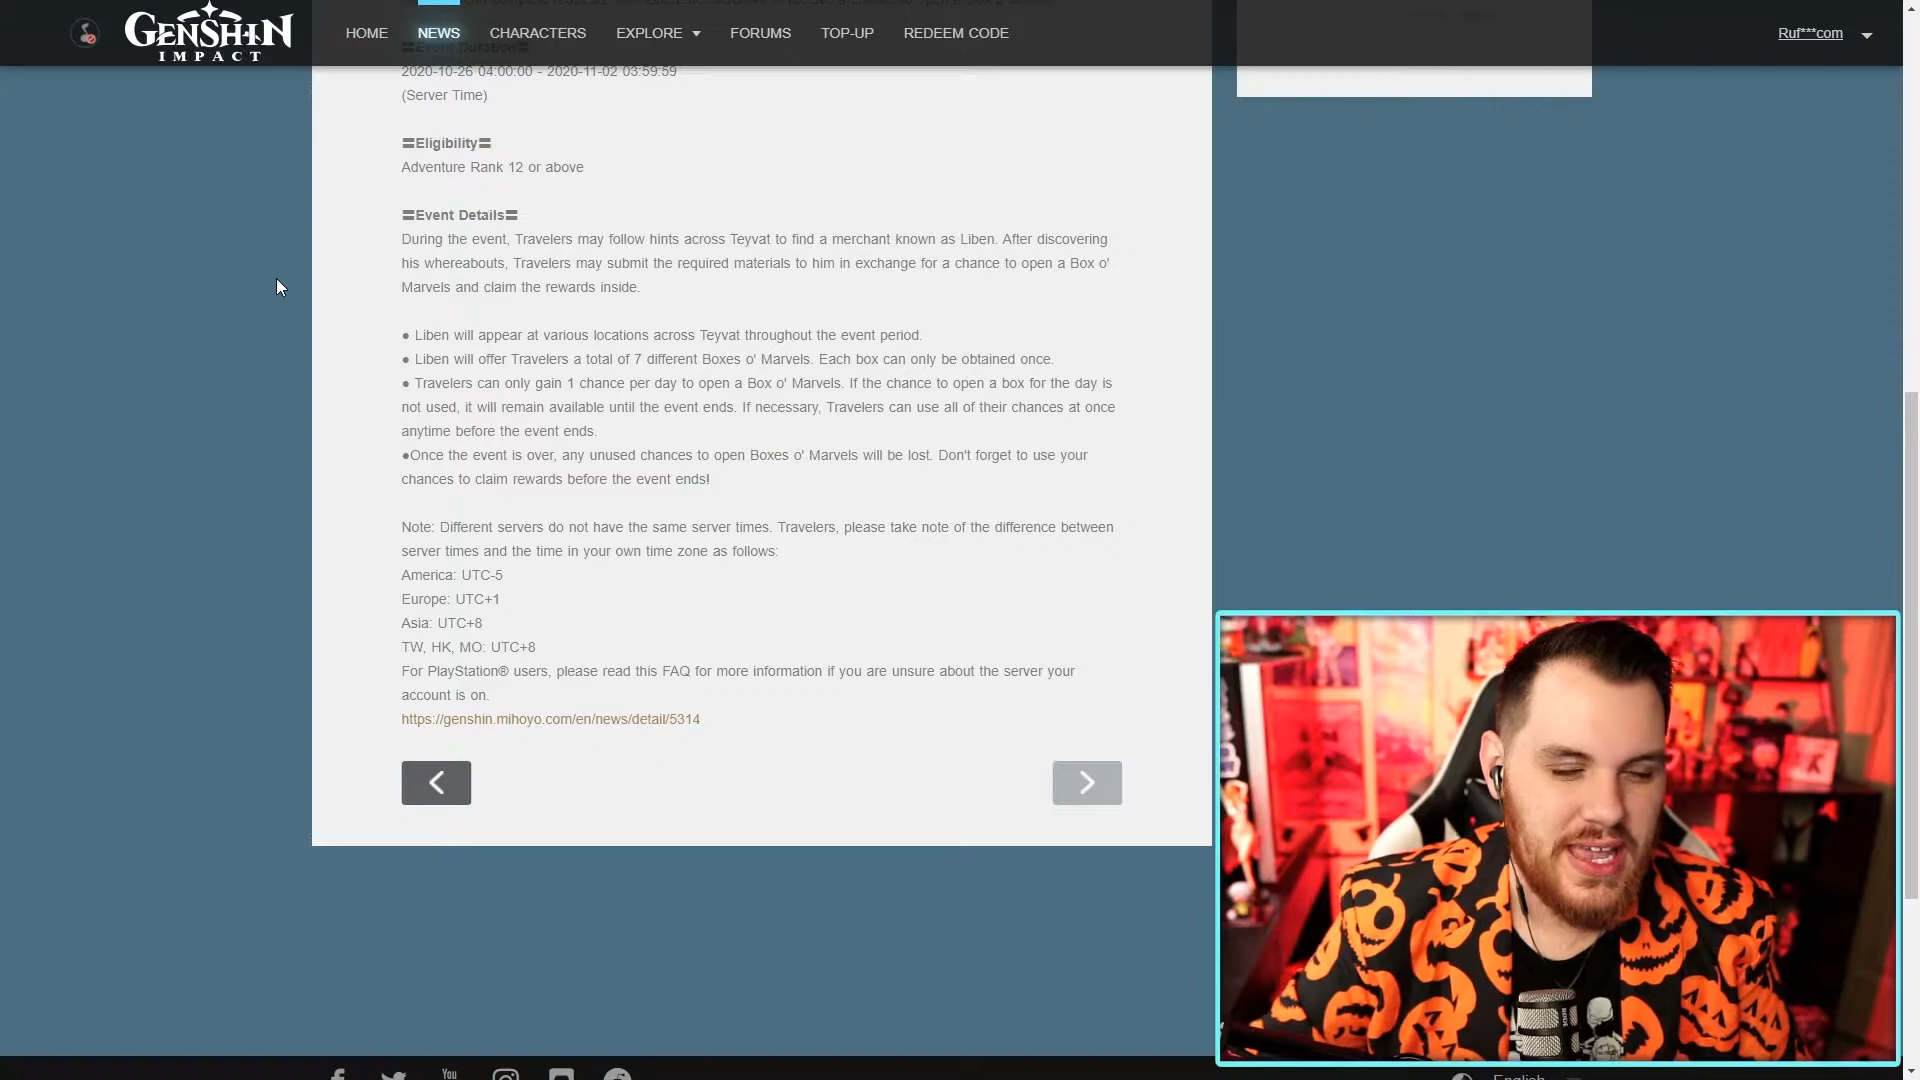 GENSHIN
IMPACT
HOME
NEWS
CHARACTERS
EXPLORE
FORUMS
TOP-UP
REDEEM CODE
Ruf***com
〓Event Duration〓
2020-10-26 04:00:00 - 2020-11-02 03:59:59
(Server Time)
〓Eligibility〓
Adventure Rank 12 or above
〓Event Details〓
During the event, Travelers may follow hints across Teyvat to find a merchant known as Liben. After discovering
his whereabouts, Travelers may submit the required materials to him in exchange for a chance to open a Box o'
Marvels and claim the rewards inside.
● Liben will appear at various locations across Teyvat throughout the event period.
● Liben will offer Travelers a total of 7 different Boxes o' Marvels. Each box can only be obtained once.
● Travelers can only gain 1 chance per day to open a Box o' Marvels. If the chance to open a box for the day is
not used, it will remain available until the event ends. If necessary, Travelers can use all of their chances at once
anytime before the event ends.
●Once the event is over, any unused chances to open Boxes o' Marvels will be lost. Don't forget to use your
chances to claim rewards before the event ends!
Note: Different servers do not have the same server times. Travelers, please take note of the difference between
server times and the time in your own time zone as follows:
America: UTC-5
Europe: UTC+1
Asia: UTC+8
TW, HK, MO: UTC+8
For PlayStation® users, please read this FAQ for more information if you are unsure about the server your
account is on.
https://genshin.mihoyo.com/en/news/detail/5314
You
English